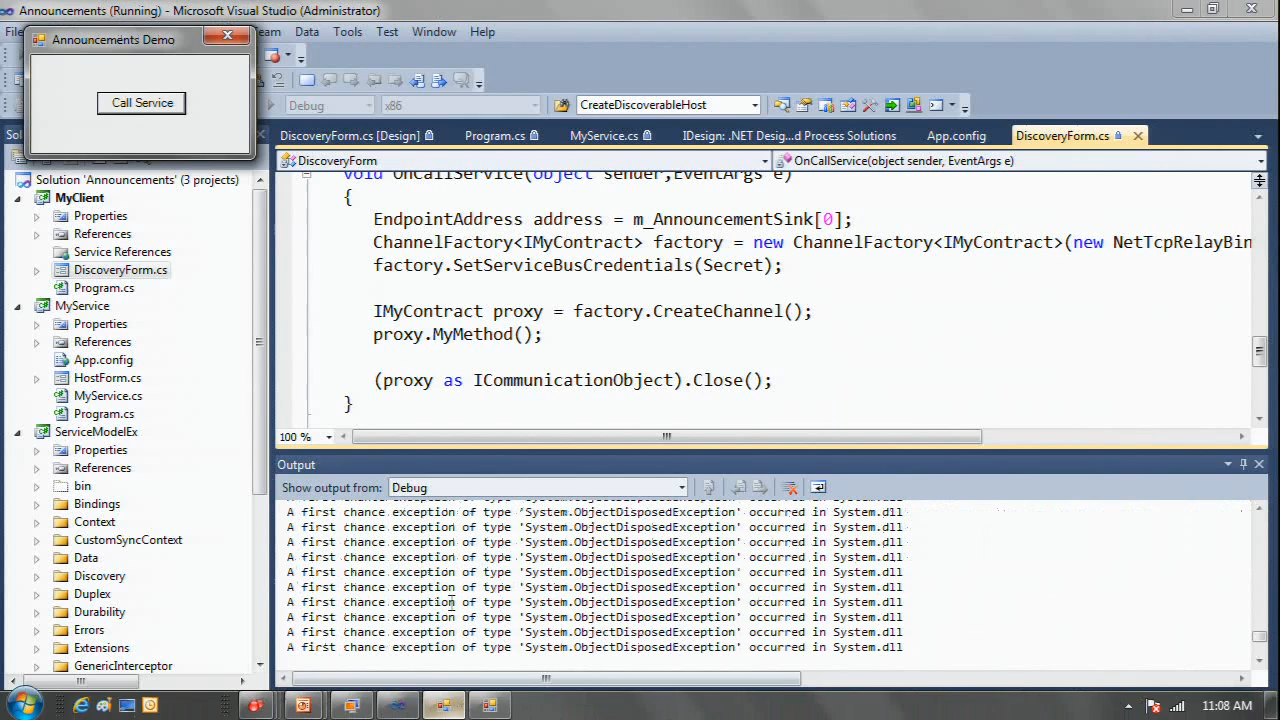 Announcements (Running) - Microsoft Visual Studio (Administrator)
Data Tools Test Window Help
Announcements Demo
Call Service
Debug x86 CreateDiscoverableHost
DiscoveryForm.cs [Design] Program.cs MyService.cs IDesign: .NET Desig...d Process Solutions App.config DiscoveryForm.cs
DiscoveryForm OnCallService(object sender, EventArgs e)
Solution 'Announcements' (3 projects)
MyClient
Properties
References
Service References
DiscoveryForm.cs
Program.cs
MyService
Properties
References
App.config
HostForm.cs
MyService.cs
Program.cs
ServiceModelEx
Properties
References
bin
Bindings
Context
CustomSyncContext
Data
Discovery
Duplex
Durability
Errors
Extensions
GenericInterceptor
void OnCallService(object sender,EventArgs e)
{
EndpointAddress address = m_AnnouncementSink[0];
ChannelFactory<IMyContract> factory = new ChannelFactory<IMyContract>(new NetTcpRelayBin
factory.SetServiceBusCredentials(Secret);
IMyContract proxy = factory.CreateChannel();
proxy.MyMethod();
(proxy as ICommunicationObject).Close();
}
100 %
Output
Show output from: Debug
A first chance exception of type 'System.ObjectDisposedException' occurred in System.dll
A first chance exception of type 'System.ObjectDisposedException' occurred in System.dll
A first chance exception of type 'System.ObjectDisposedException' occurred in System.dll
A first chance exception of type 'System.ObjectDisposedException' occurred in System.dll
A first chance exception of type 'System.ObjectDisposedException' occurred in System.dll
A first chance exception of type 'System.ObjectDisposedException' occurred in System.dll
A first chance exception of type 'System.ObjectDisposedException' occurred in System.dll
A first chance exception of type 'System.ObjectDisposedException' occurred in System.dll
A first chance exception of type 'System.ObjectDisposedException' occurred in System.dll
A first chance exception of type 'System.ObjectDisposedException' occurred in System.dll
11:08 AM